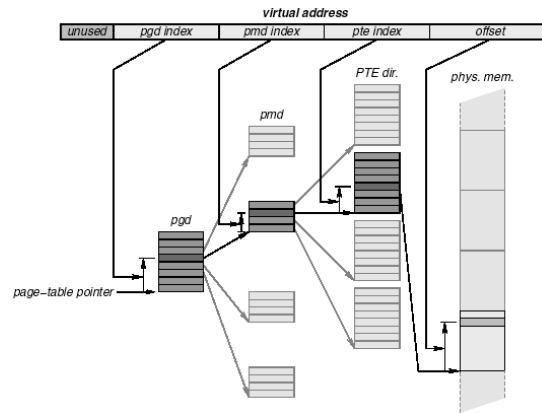 virtual address
unused pgd index pmd index pte index offset
PTE dir.
phys. mem.
pmd
pgd
page-table pointer